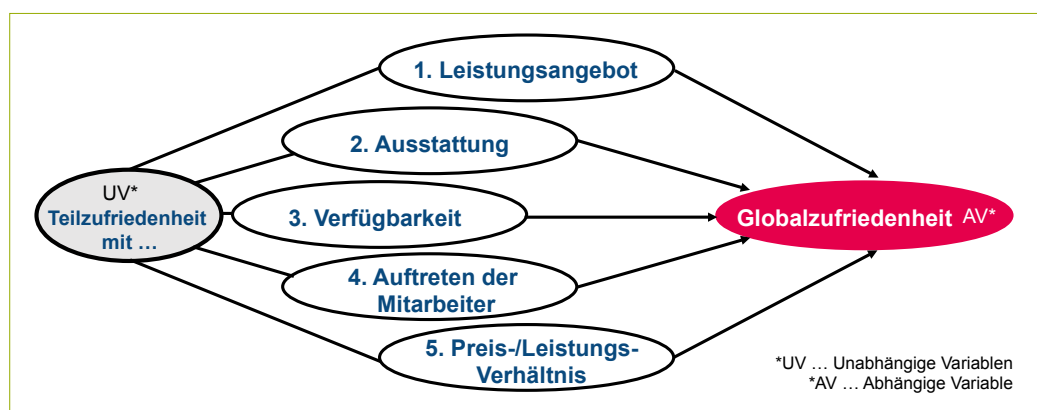 1. Leistungsangebot
2. Ausstattung
UV*
Teilzufriedenheit
mit …
3. Verfügbarkeit
Globalzufriedenheit AV*
4. Auftreten der
Mitarbeiter
5. Preis-/Leistungs-
Verhältnis
*UV … Unabhängige Variablen
*AV … Abhängige Variable